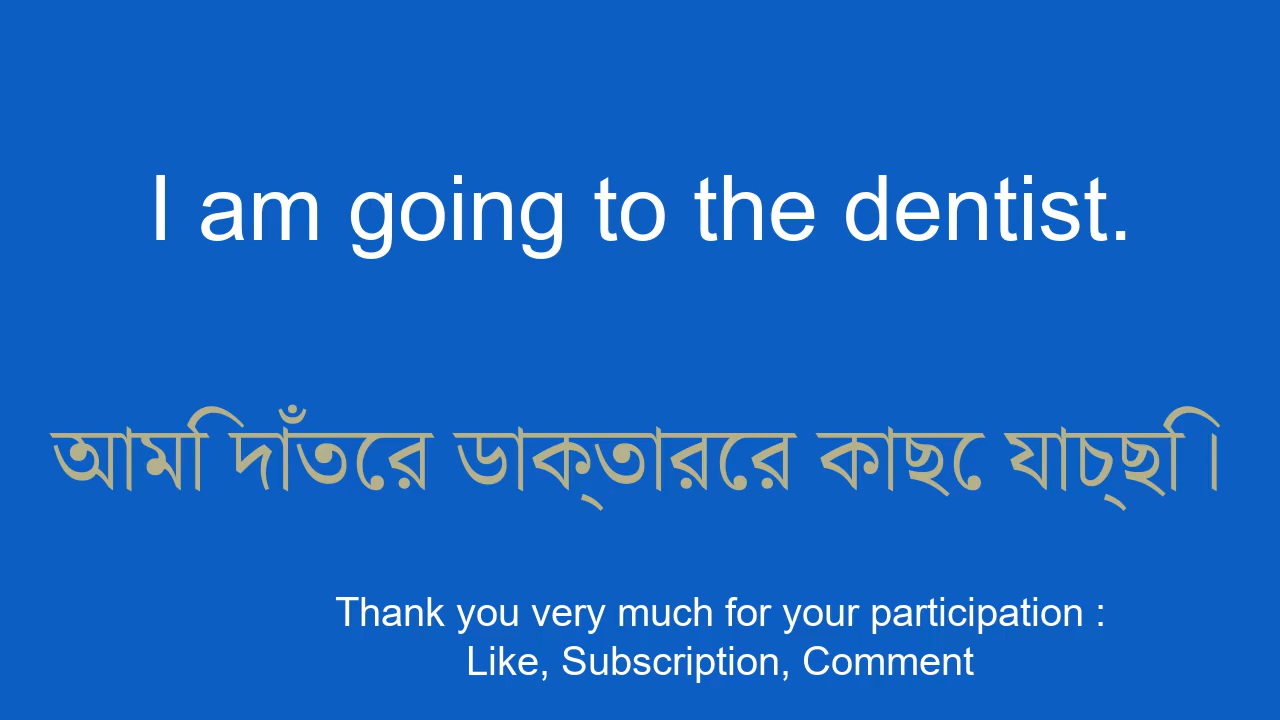 I am going to the dentist.
আমি দাঁতের ডাক্তারের কাছে যাচ্ছি।
Thank you very much for your participation :
Like, Subscription, Comment